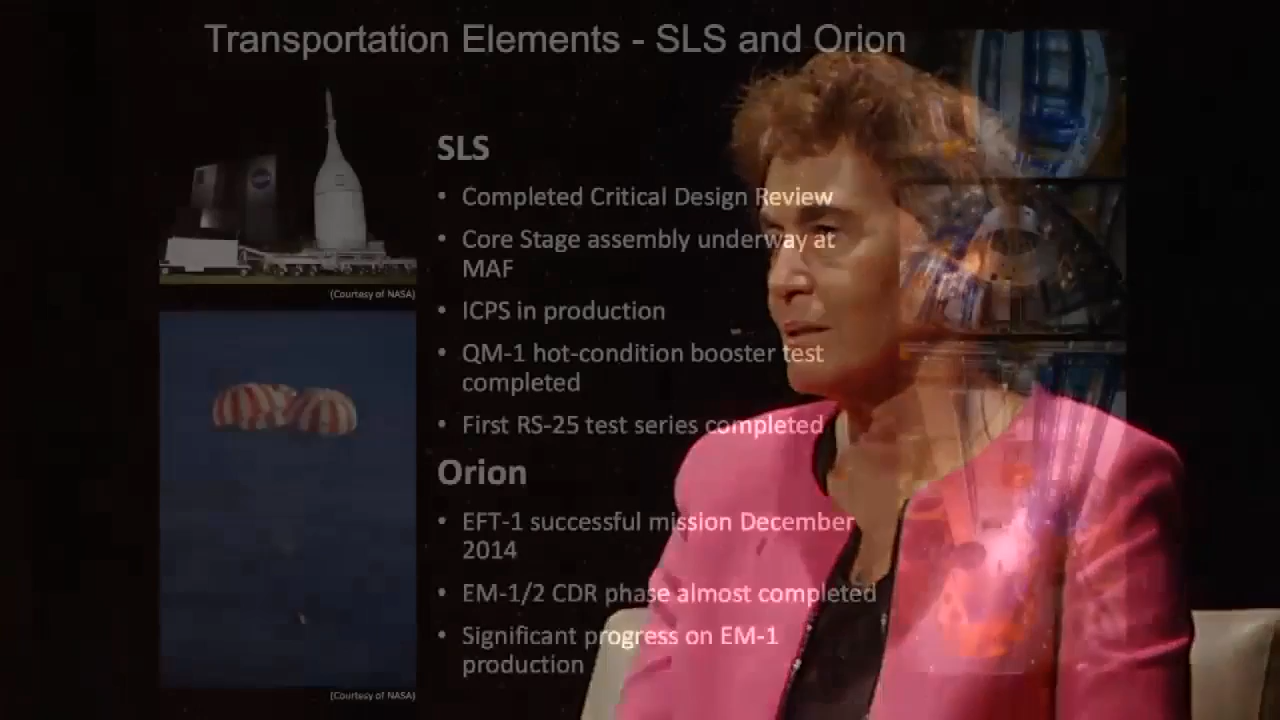 Transportation Elements - SLS and Orion
SLS
• Completed Critical Design Review
• Core Stage assembly underway at
MAF
• ICPS in production
• QM-1 hot-condition booster test
completed
• First RS-25 test series completed
Orion
• EFT-1 successful mission December
2014
• EM-1/2 CDR phase almost completed
• Significant progress on EM-1
production
(Courtesy of NASA)
(Courtesy of NASA)